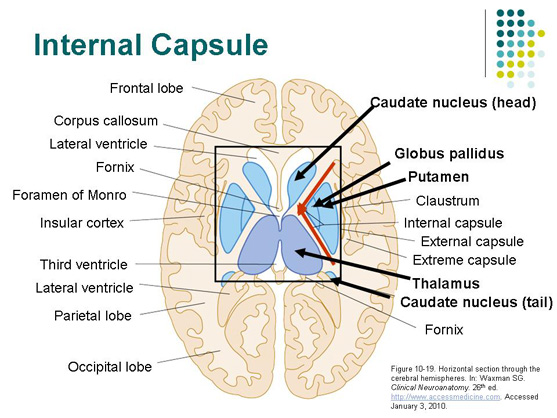 Internal Capsule
Frontal lobe
Corpus callosum
Lateral ventricle
Fornix
Foramen of Monro
Insular cortex
Third ventricle
Lateral ventricle
Parietal lobe
Occipital lobe
Caudate nucleus (head)
Globus pallidus
Putamen
Claustrum
Internal capsule
External capsule
Extreme capsule
Thalamus
Caudate nucleus (tail)
Fornix
Figure 10-19. Horizontal section through the
cerebral hemispheres. In: Waxman SG.
Clinical Neuroanatomy. 26th ed.
http://www.accessmedicine.com. Accessed
January 3, 2010.